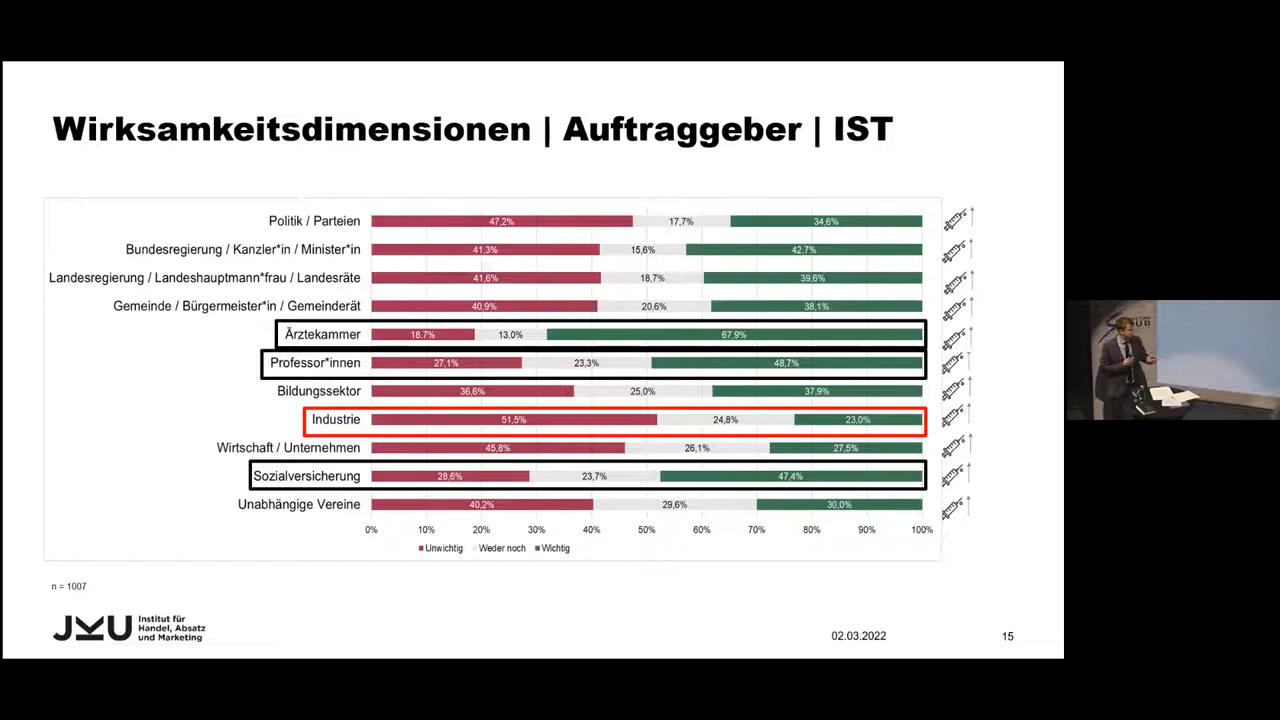 Wirksamkeitsdimensionen | Auftraggeber | IST
Politik / Parteien 47,2% 17,7% 34,6%
Bundesregierung / Kanzler*in / Minister*in 41,3% 15,6% 42,7%
Landesregierung / Landeshauptmann*frau / Landesräte 41,6% 18,7% 39,6%
Gemeinde / Bürgermeister*in / Gemeinderät 40,9% 20,6% 38,1%
Ärztekammer 18,7% 13,0% 67,9%
Professor*innen 27,1% 23,3% 48,7%
Bildungssektor 36,6% 25,0% 37,9%
Industrie 51,5% 24,8% 23,0%
Wirtschaft / Unternehmen 45,8% 26,1% 27,5%
Sozialversicherung 28,6% 23,7% 47,4%
Unabhängige Vereine 40,2% 29,6% 30,0%
0% 10% 20% 30% 40% 50% 60% 70% 80% 90% 100%
Unwichtig Weder noch Wichtig
n = 1007
JKU
Institut für
Handel, Absatz
und Marketing
02.03.2022 15